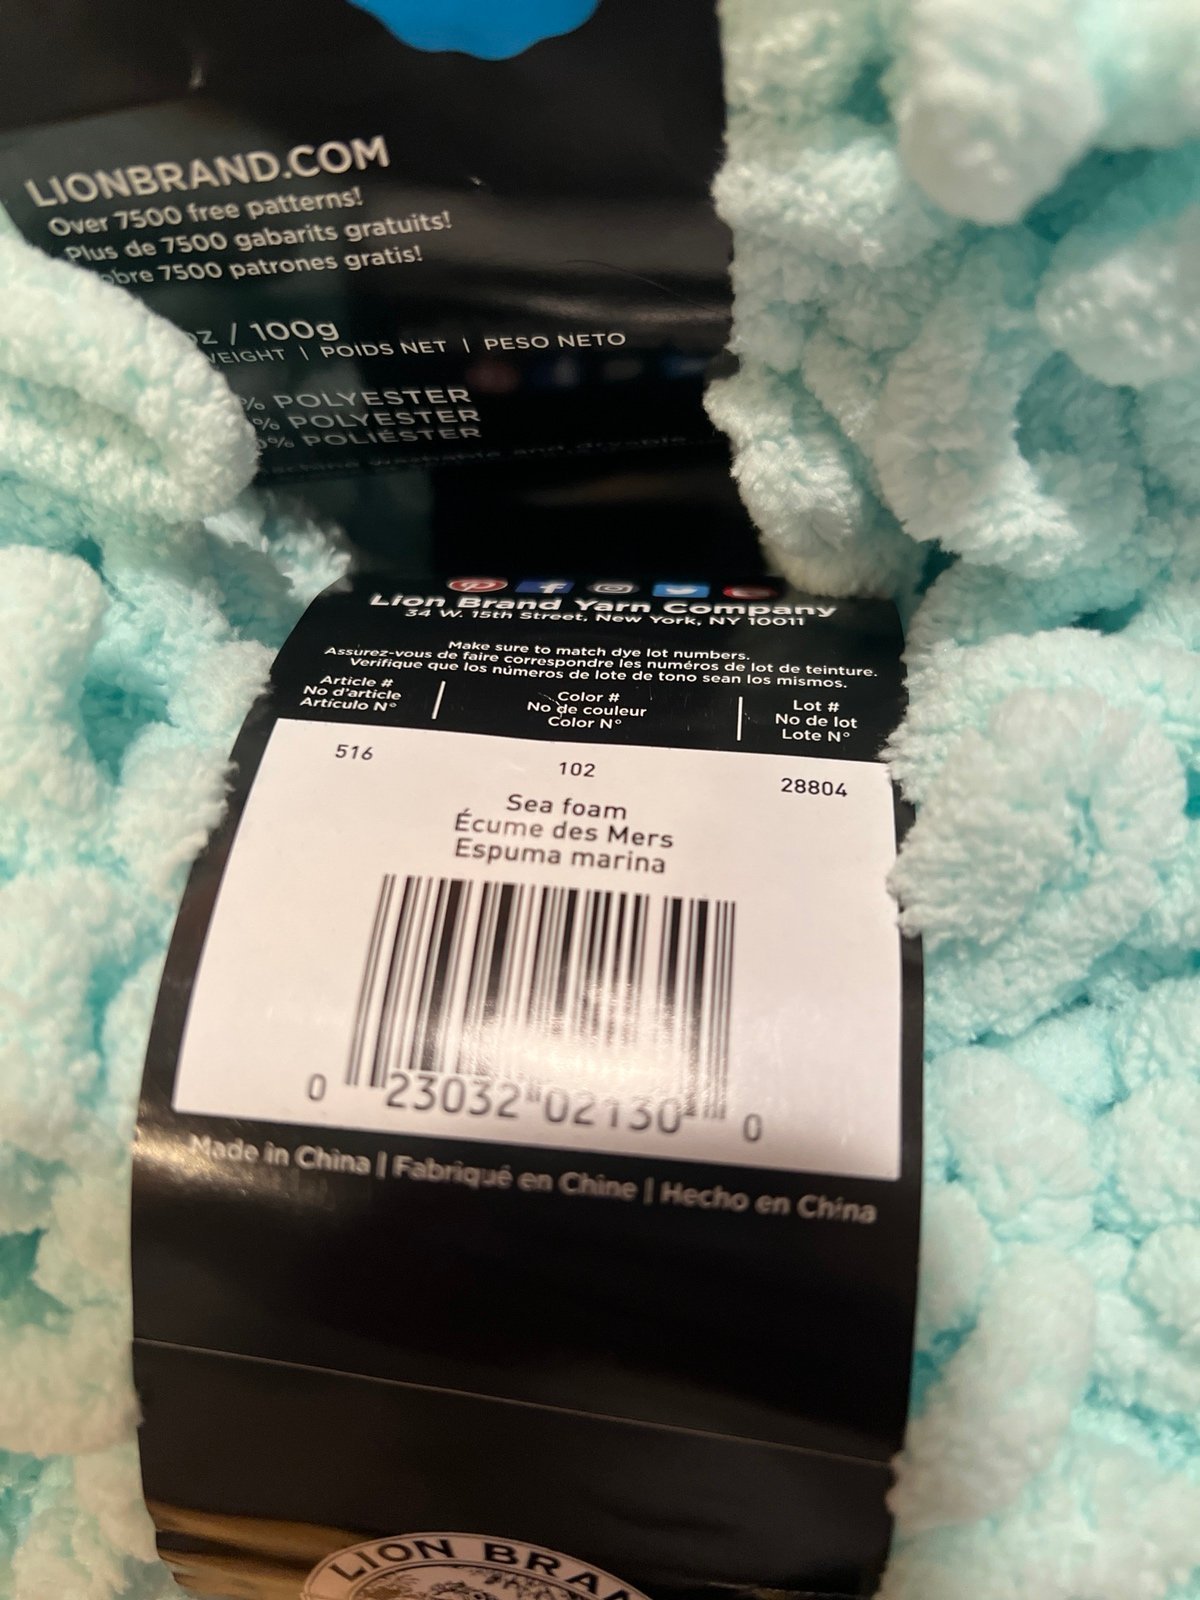 LIONBRAND.COM
Over 7500 free patterns!
Plus de 7500 gabarits gratuits!
7500 patrones gratis!
/ 100g
| POIDS NET | PESO NETO
% POLYESTER
% POLYESTER
% POLIÉSTER
washable and dryable
Lion Brand Yarn Company
34 W. 15th Street, New York, NY 10011
Make sure to match dye lot numbers.
Assurez-vous de faire correspondre les numéros de lot de teinture.
Verifique que los números de lote de tono sean los mismos.
Article # Color # Lot #
No d'article No de couleur No de lot
Artículo N° Color N° Lote N°
516 102 28804
Sea foam
Écume des Mers
Espuma marina
0 23032 02130 0
Made in China | Fabriqué en Chine | Hecho en China
LION